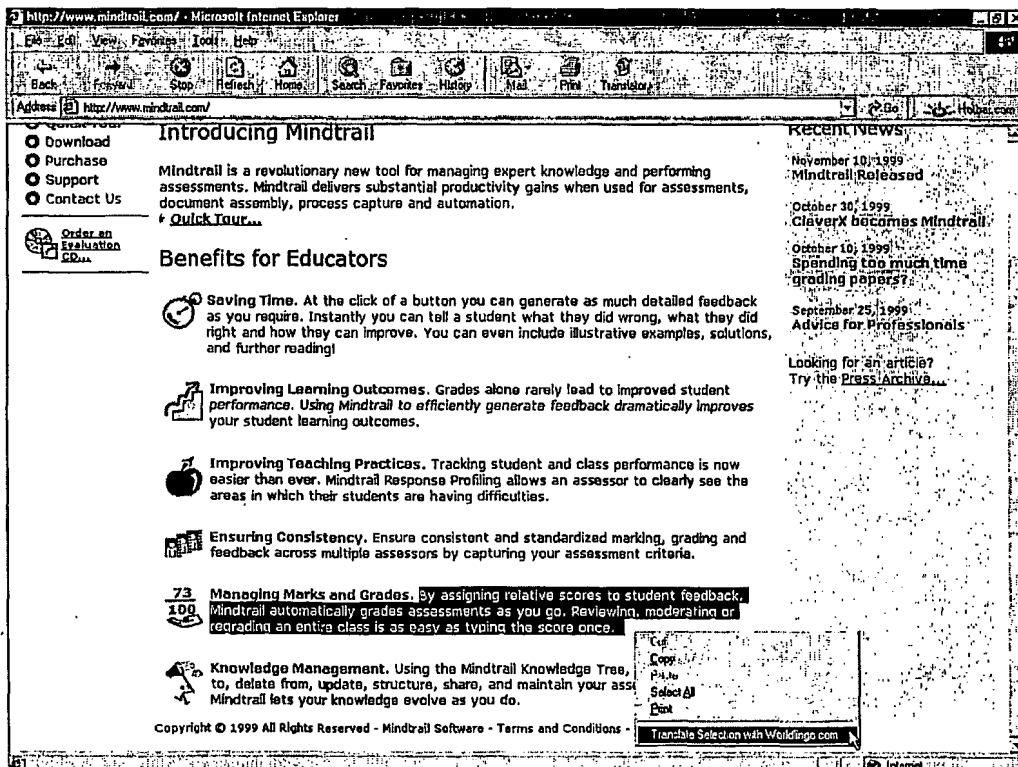 http://www.mindtrail.com/ - Microsoft Internet Explorer
File Edit View Favorites Tools Help
Back Forward Stop Refresh Home Search Favorites History Mail Print Translator
Address http://www.mindtrail.com/ Go
Quick Tour
Download
Purchase
Support
Contact Us
Order an
Evaluation
CD...
Introducing Mindtrail
Mindtrail is a revolutionary new tool for managing expert knowledge and performing
assessments. Mindtrail delivers substantial productivity gains when used for assessments,
document assembly, process capture and automation.
Quick Tour...
Benefits for Educators
Saving Time. At the click of a button you can generate as much detailed feedback
as you require. Instantly you can tell a student what they did wrong, what they did
right and how they can improve. You can even include illustrative examples, solutions,
and further reading!
Improving Learning Outcomes. Grades alone rarely lead to improved student
performance. Using Mindtrail to efficiently generate feedback dramatically improves
your student learning outcomes.
Improving Teaching Practices. Tracking student and class performance is now
easier than ever. Mindtrail Response Profiling allows an assessor to clearly see the
areas in which their students are having difficulties.
Ensuring Consistency. Ensure consistent and standardized marking, grading and
feedback across multiple assessors by capturing your assessment criteria.
73
100
Managing Marks and Grades. By assigning relative scores to student feedback,
Mindtrail automatically grades assessments as you go. Reviewing, moderating or
regrading an entire class is as easy as typing the score once.
Knowledge Management. Using the Mindtrail Knowledge Tree,
to, delete from, update, structure, share, and maintain your
Mindtrail lets your knowledge evolve as you do.
Copyright © 1999 All Rights Reserved - Mindtrail Software - Terms and Conditions -
Recent News
November 10, 1999
Mindtrail Released
October 30, 1999
CleverX becomes Mindtrail
October 10, 1999
Spending too much time
grading papers?
September 25, 1999
Advice for Professionals
Looking for an article?
Try the Press Archive...
Cut
Copy
Paste
Select All
Print
Translate Selection with Worldlingo.com
Internet